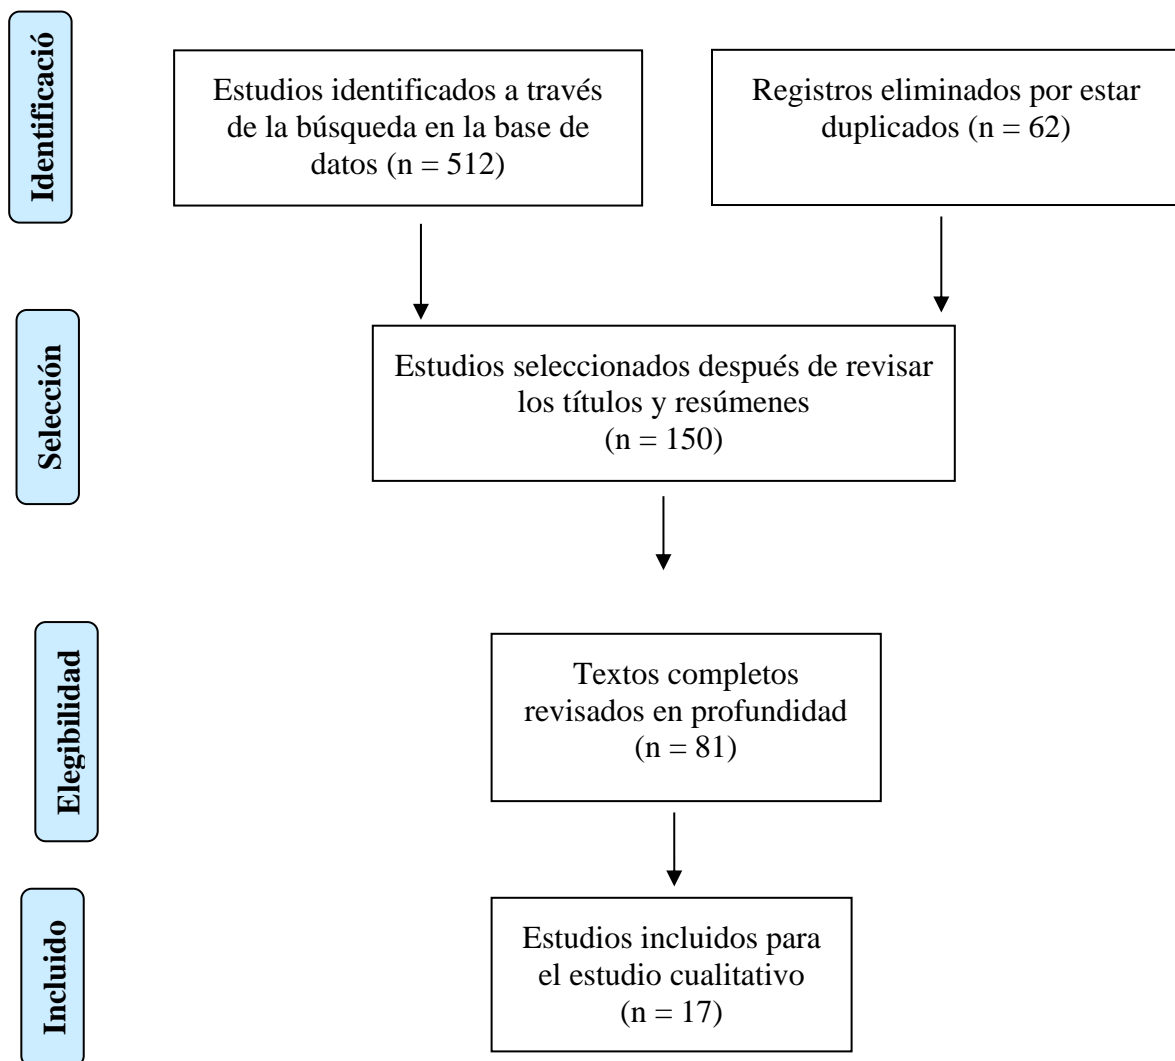 Identificació
Estudios identificados a través
de la búsqueda en la base de
datos (n = 512)
Registros eliminados por estar
duplicados (n = 62)
Selección
Estudios seleccionados después de revisar
los títulos y resúmenes
(n = 150)
Elegibilidad
Textos completos
revisados en profundidad
(n = 81)
Incluido
Estudios incluidos para
el estudio cualitativo
(n = 17)